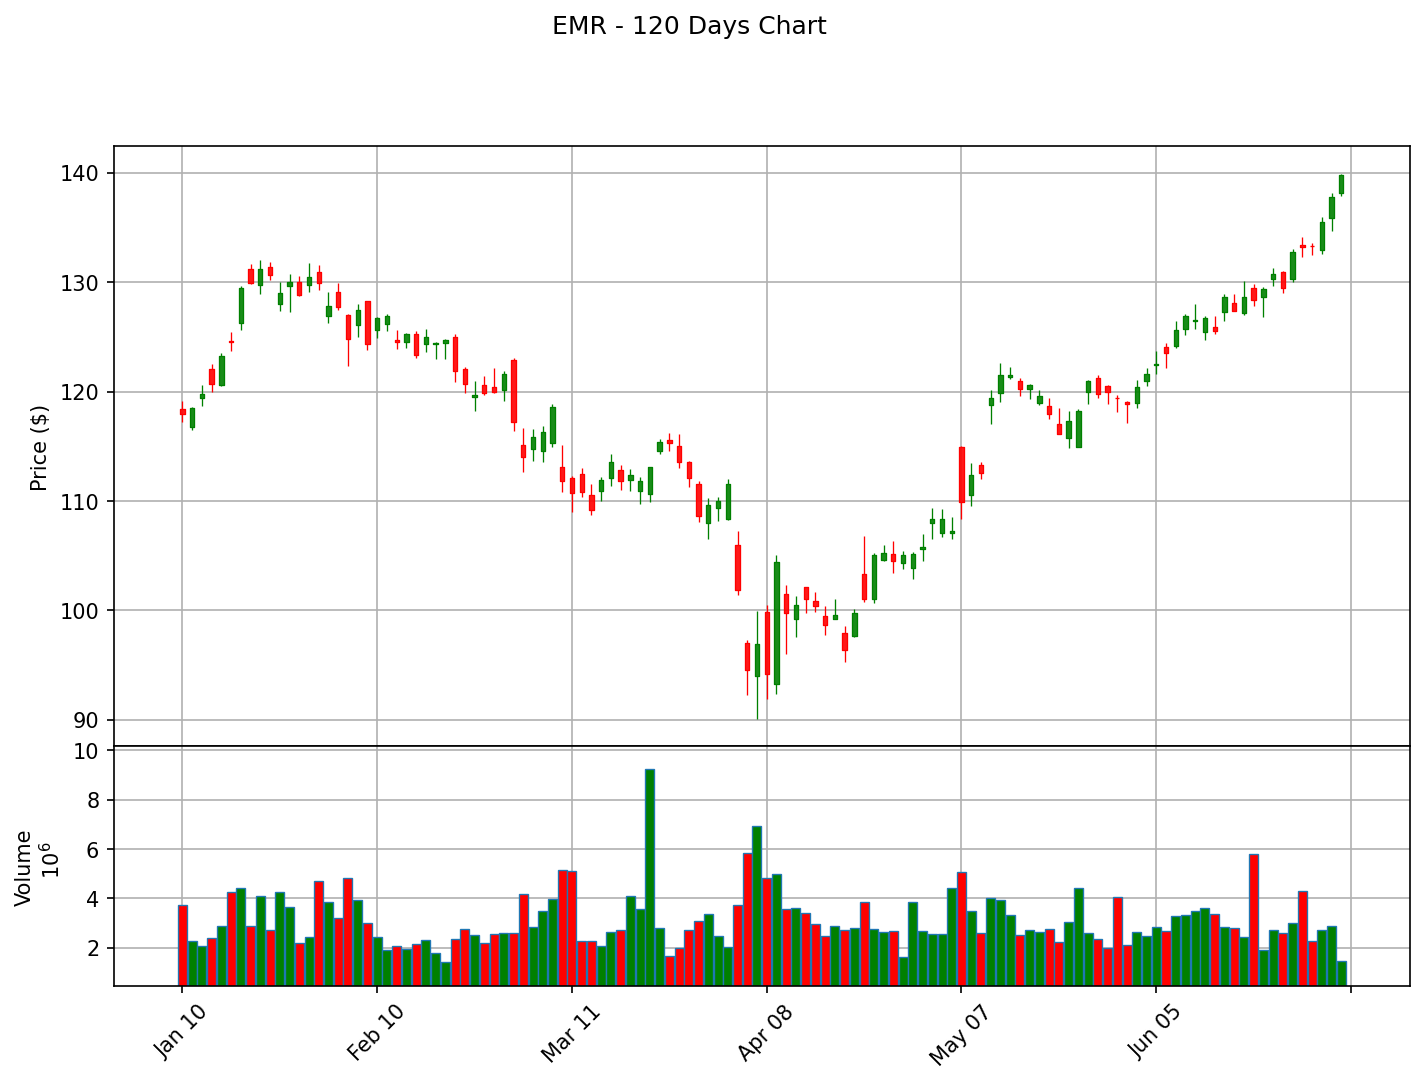 EMR - 120 Days Chart
Price ($)
140
130
120
110
100
90
Volume
10^6
10
8
6
4
2
Jan 10
Feb 10
Mar 11
Apr 08
May 07
Jun 05